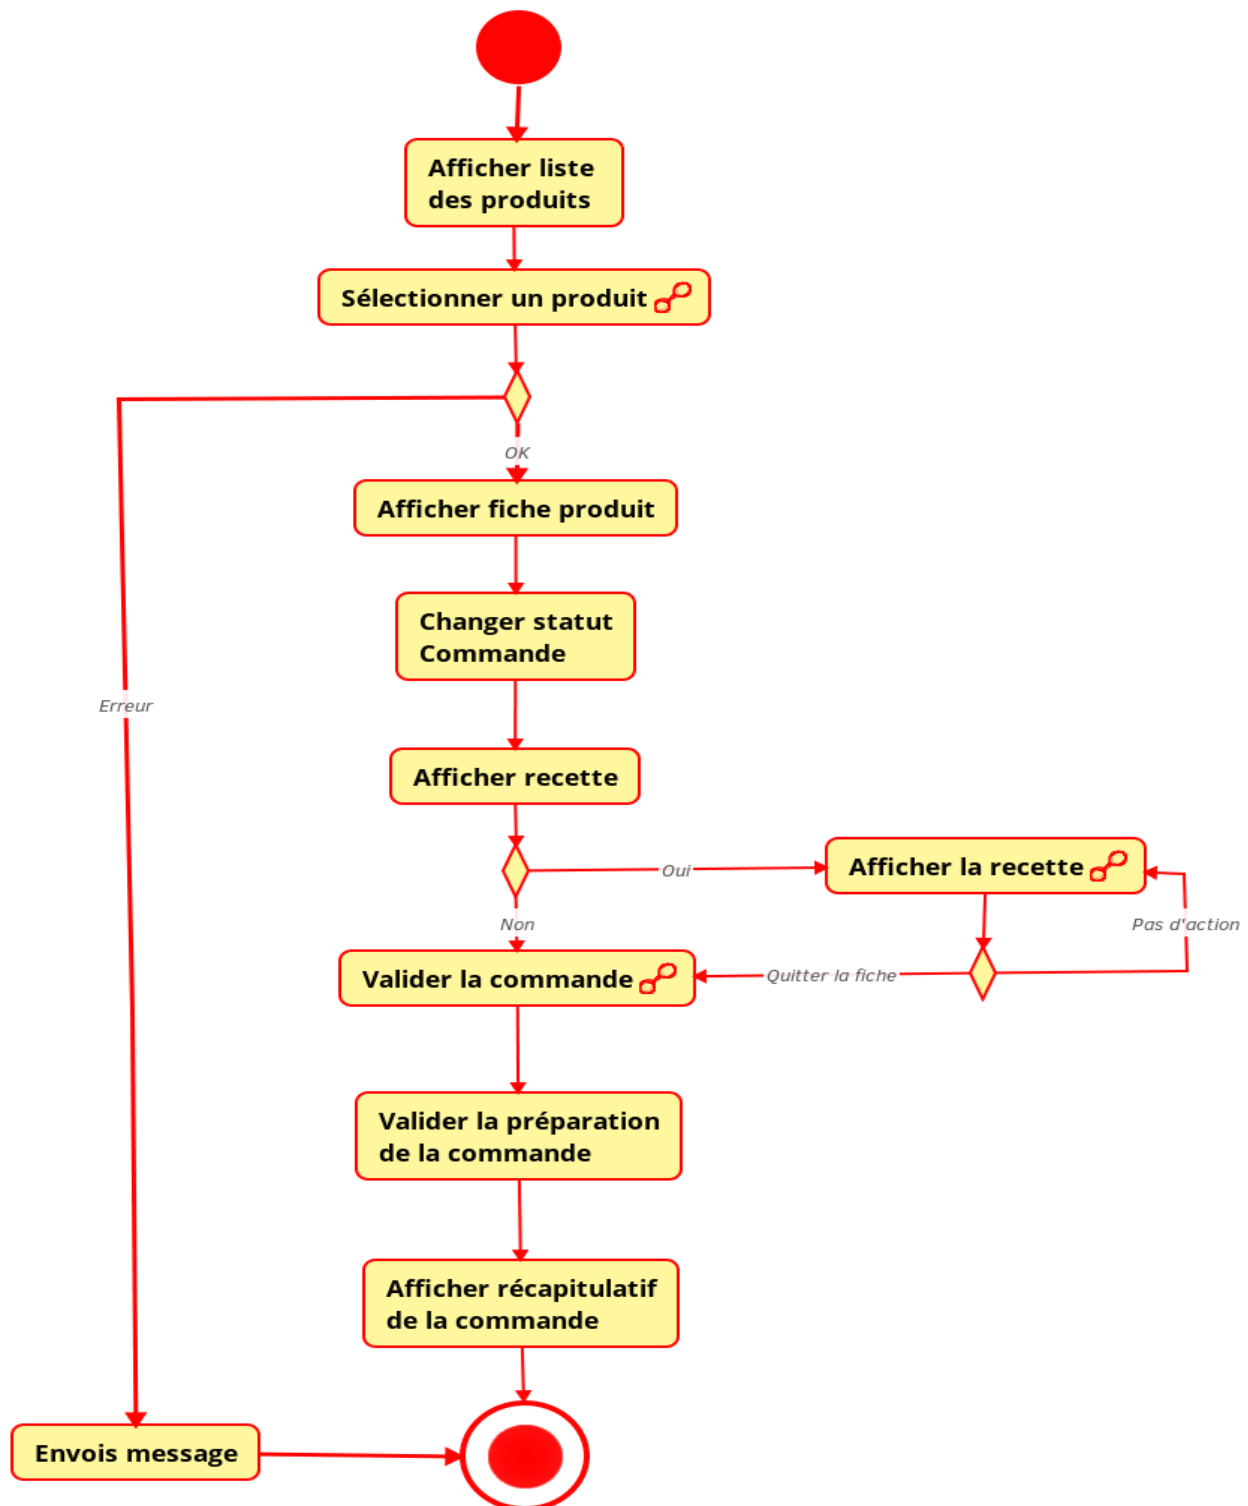 Afficher liste
des produits
Sélectionner un produit
OK
Afficher fiche produit
Changer statut
Commande
Erreur
Afficher recette
Oui
Afficher la recette
Non
Pas d'action
Valider la commande
Quitter la fiche
Valider la préparation
de la commande
Afficher récapitulatif
de la commande
Envois message